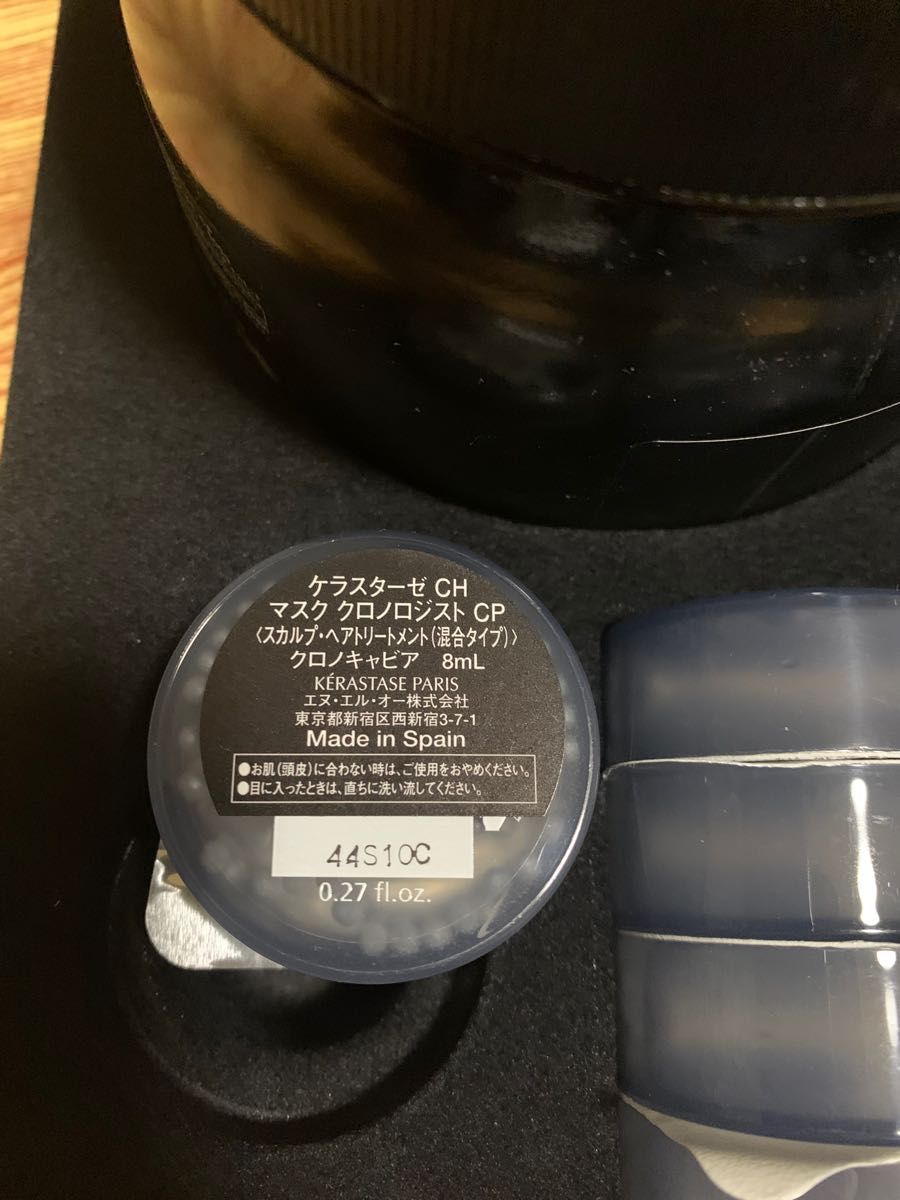 ケラスターゼ CH
マスク クロノロジスト CP
〈スカルプ・ヘアトリートメント(混合タイプ)〉
クロノキャビア 8mL
KÉRASTASE PARIS
エヌ・エル・オー株式会社
東京都新宿区西新宿3-7-1
Made in Spain
●お肌(頭皮)に合わない時は、ご使用をおやめください。
●目に入ったときは、直ちに洗い流してください。
44S10C
0.27 fl.oz.